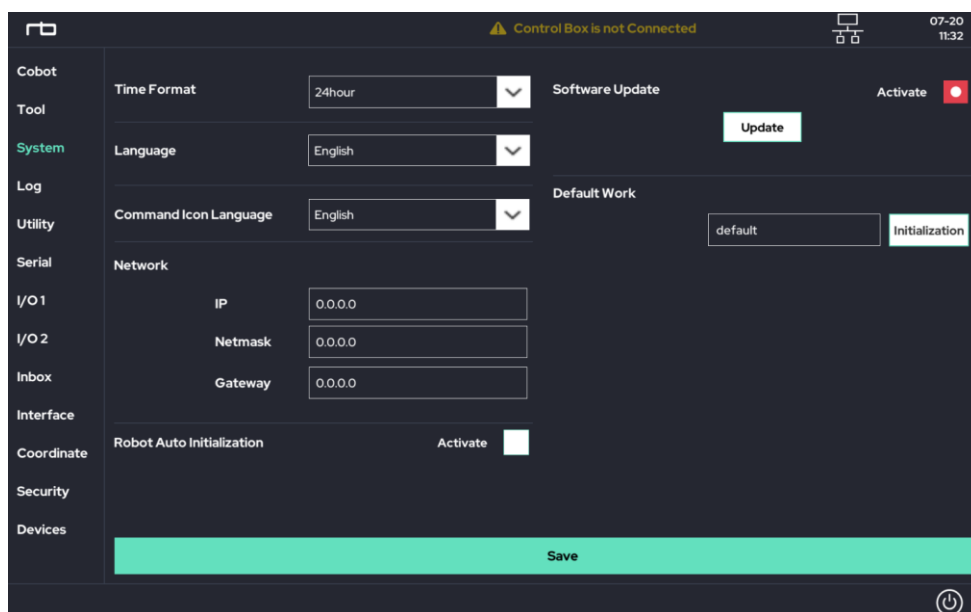 rb
Control Box is not Connected
07-20
11:32
Cobot
Tool
System
Log
Utility
Serial
I/O 1
I/O 2
Inbox
Interface
Coordinate
Security
Devices
Time Format
24hour
Language
English
Command Icon Language
English
Network
IP
0.0.0.0
Netmask
0.0.0.0
Gateway
0.0.0.0
Robot Auto Initialization
Activate
Software Update
Activate
Update
Default Work
default
Initialization
Save